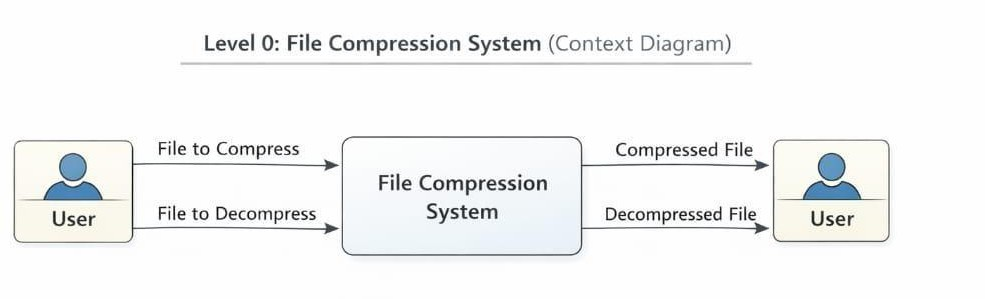 Level 0: File Compression System (Context Diagram)
File to Compress
Compressed File
File Compression
System
File to Decompress
Decompressed File
User
User